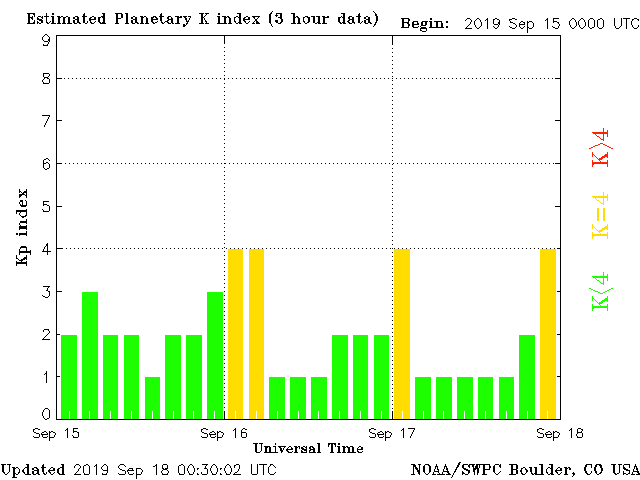 Estimated Planetary K index (3 hour data)
Begin: 2019 Sep 15 0000 UTC
9
8
7
6
5
4
3
2
1
0
Kp index
K>4
K=4
K<4
Sep 15
Sep 16
Sep 17
Sep 18
Universal Time
Updated 2019 Sep 18 00:30:02 UTC
NOAA/SWPC Boulder, CO USA